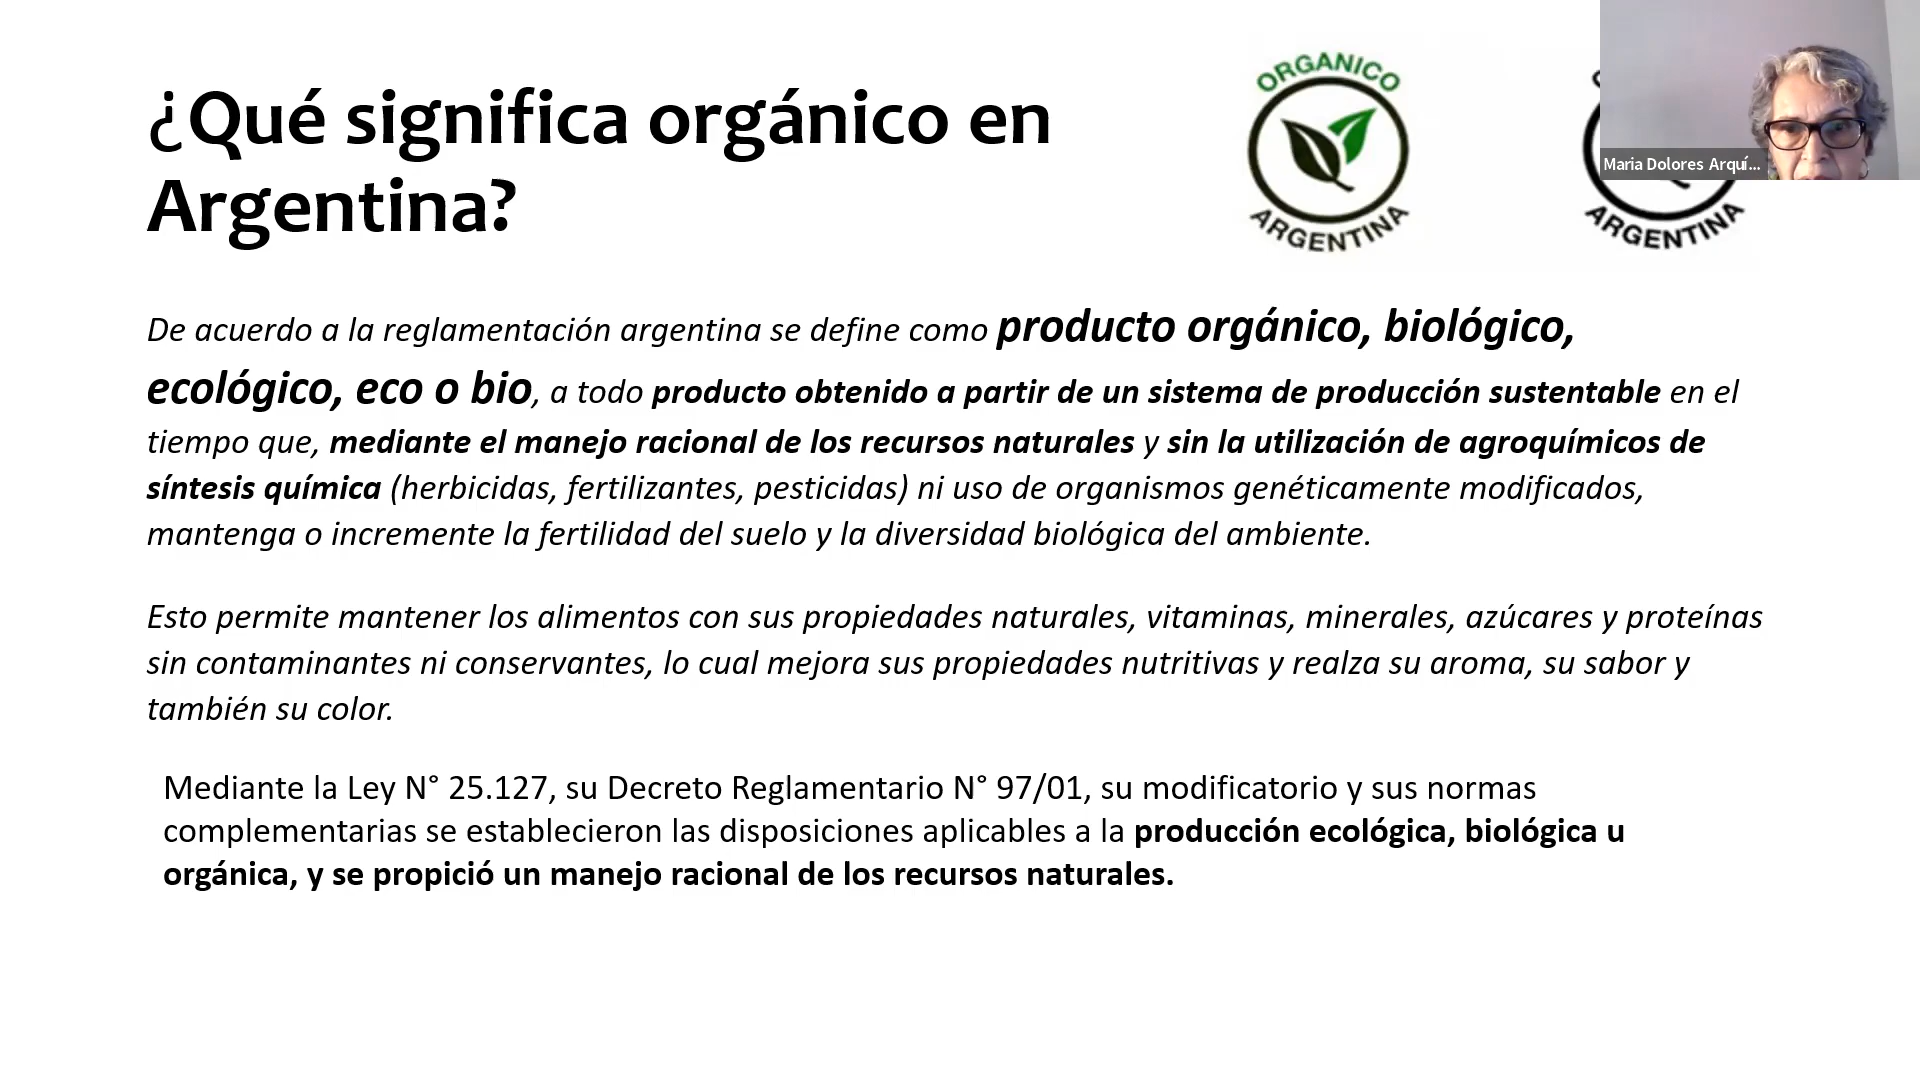 ¿Qué significa orgánico en
Argentina?
ORGANICO
ARGENTINA
ARGENTINA
Maria Dolores Arquí...
De acuerdo a la reglamentación argentina se define como producto orgánico, biológico,
ecológico, eco o bio, a todo producto obtenido a partir de un sistema de producción sustentable en el
tiempo que, mediante el manejo racional de los recursos naturales y sin la utilización de agroquímicos de
síntesis química (herbicidas, fertilizantes, pesticidas) ni uso de organismos genéticamente modificados,
mantenga o incremente la fertilidad del suelo y la diversidad biológica del ambiente.
Esto permite mantener los alimentos con sus propiedades naturales, vitaminas, minerales, azúcares y proteínas
sin contaminantes ni conservantes, lo cual mejora sus propiedades nutritivas y realza su aroma, su sabor y
también su color.
Mediante la Ley N° 25.127, su Decreto Reglamentario N° 97/01, su modificatorio y sus normas
complementarias se establecieron las disposiciones aplicables a la producción ecológica, biológica u
orgánica, y se propició un manejo racional de los recursos naturales.